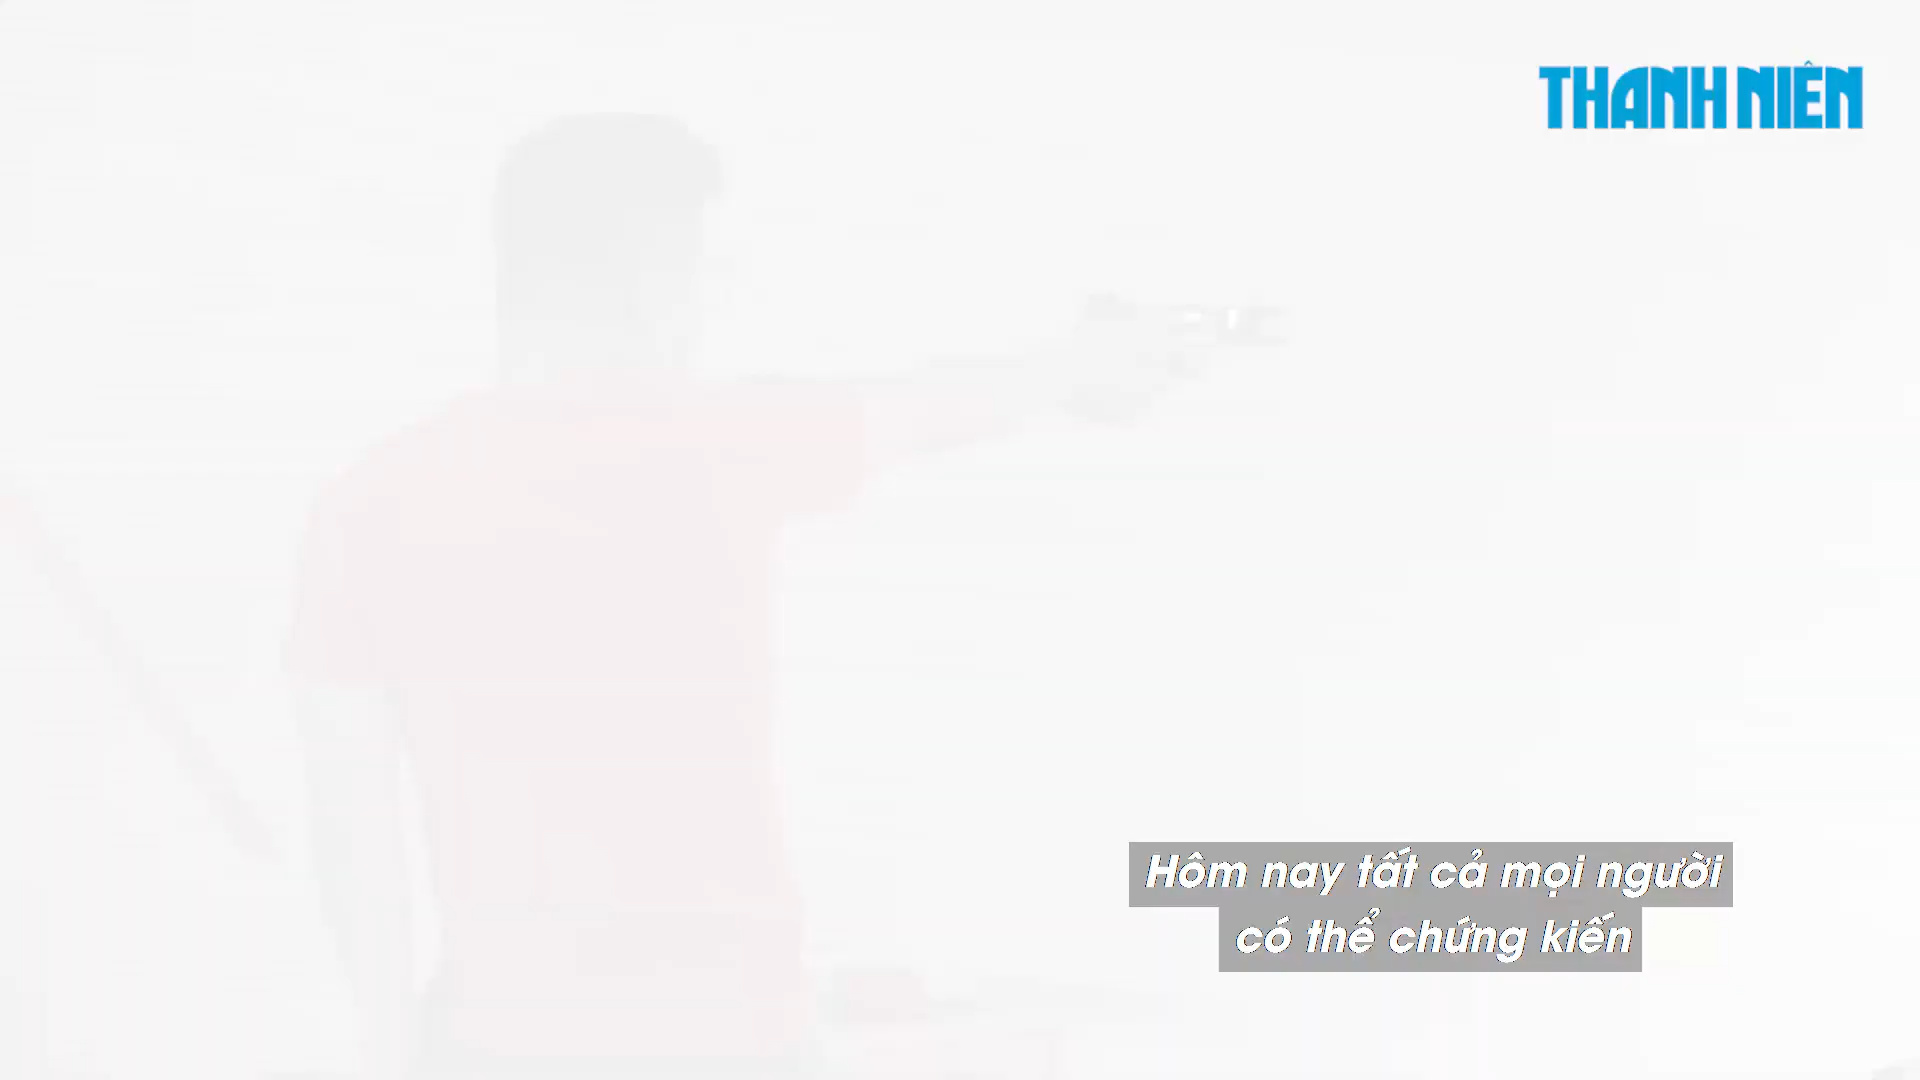 THANH NIÊN
Hôm nay tất cả mọi người
có thể chứng kiến